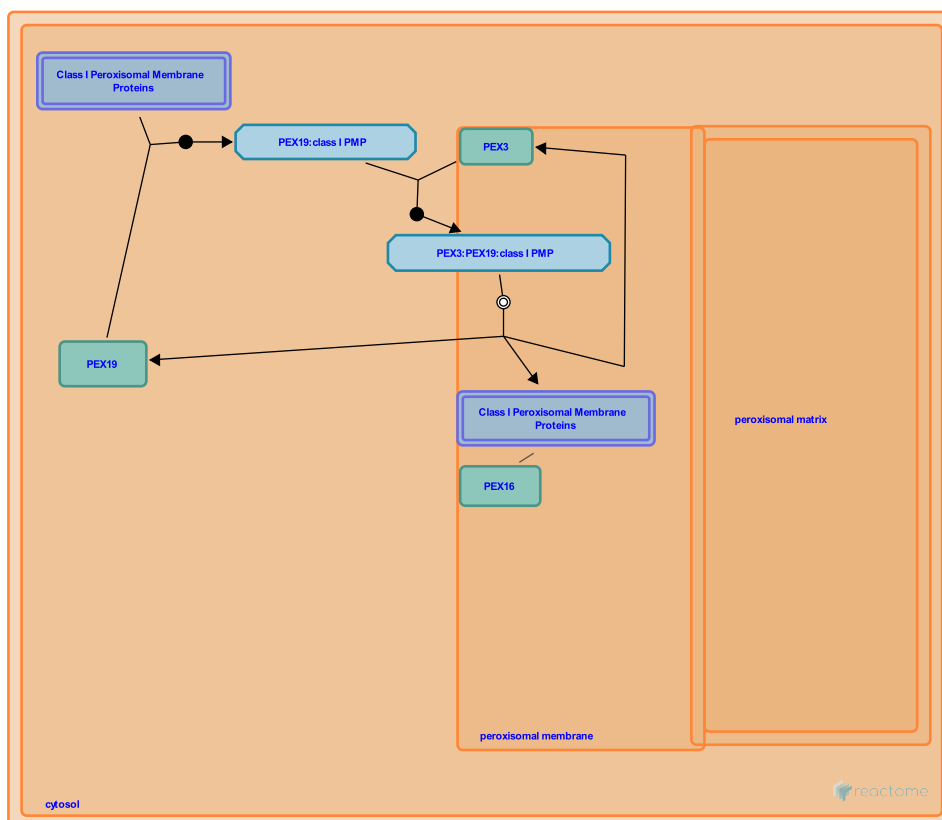 Class I Peroxisomal Membrane
Proteins
PEX19:class I PMP
PEX3
PEX3:PEX19:class I PMP
PEX19
Class I Peroxisomal Membrane
Proteins
peroxisomal matrix
PEX16
peroxisomal membrane
reactome
cytosol